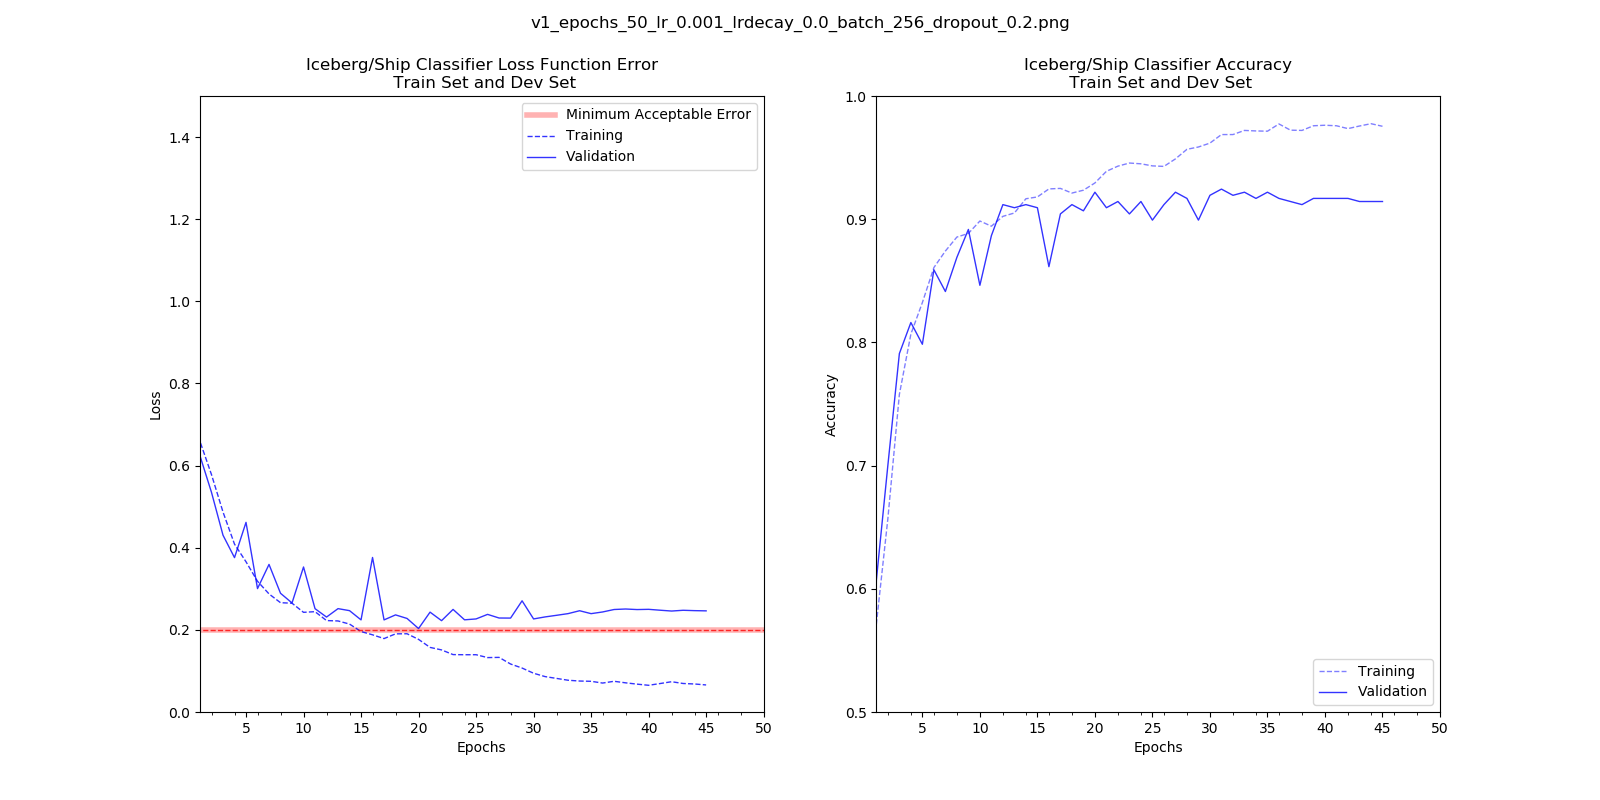 v1_epochs_50_lr_0.001_lrdecay_0.0_batch_256_dropout_0.2.png
Iceberg/Ship Classifier Loss Function Error
Train Set and Dev Set
Minimum Acceptable Error
Training
Validation
1.4
1.2
1.0
0.8
0.6
0.4
0.2
0.0
Loss
5 10 15 20 25 30 35 40 45 50
Epochs
Iceberg/Ship Classifier Accuracy
Train Set and Dev Set
1.0
0.9
0.8
0.7
0.6
0.5
Accuracy
Training
Validation
5 10 15 20 25 30 35 40 45 50
Epochs